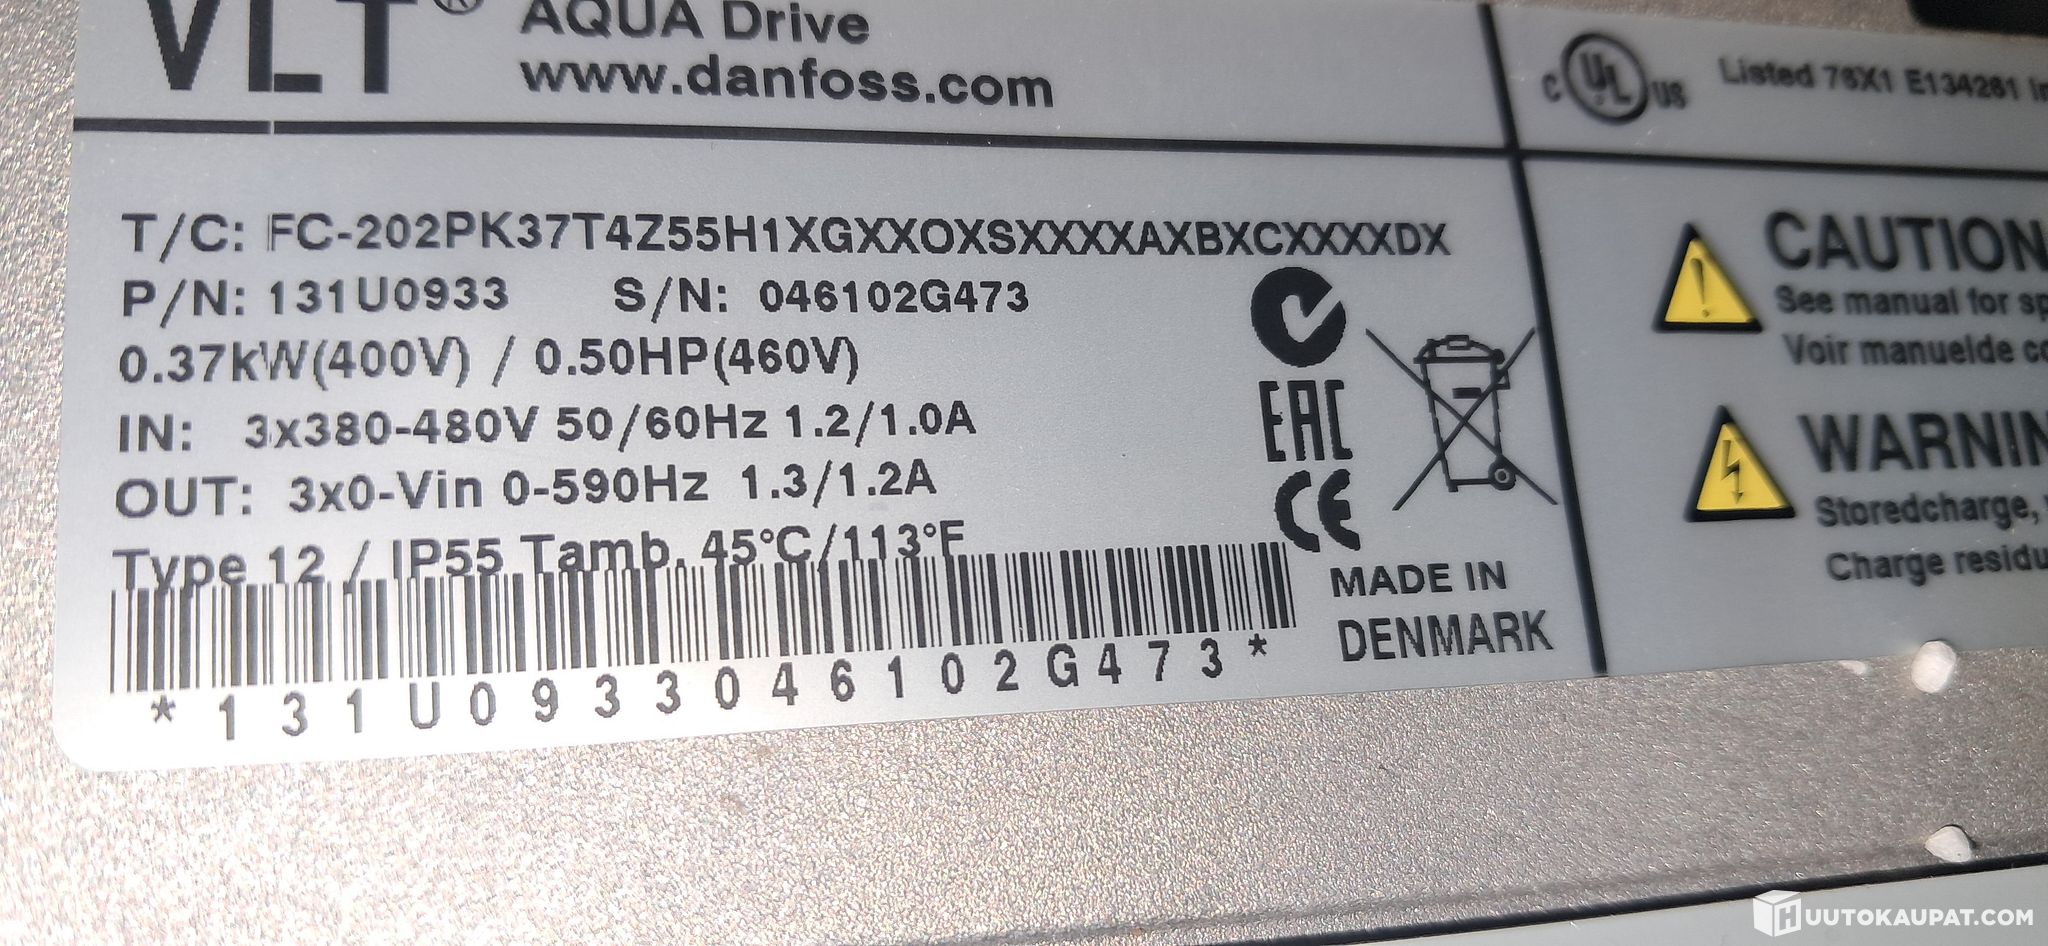 VLT® AQUA Drive
www.danfoss.com
c UL US Listed 76X1 E134261
T/C: FC-202PK37T4Z55H1XGXXOXSXXXXAXBXCXXXXDX
P/N: 131U0933 S/N: 046102G473
0.37kW(400V) / 0.50HP(460V)
IN: 3x380-480V 50/60Hz 1.2/1.0A
OUT: 3x0-Vin 0-590Hz 1.3/1.2A
Type 12 / IP55 Tamb. 45°C/113°F
*131U0933046102G473*
EAC
CE
MADE IN
DENMARK
CAUTION
See manual for
Voir manuelde
Storedcharge,
Charge
HUUTOKAUPAT.COM